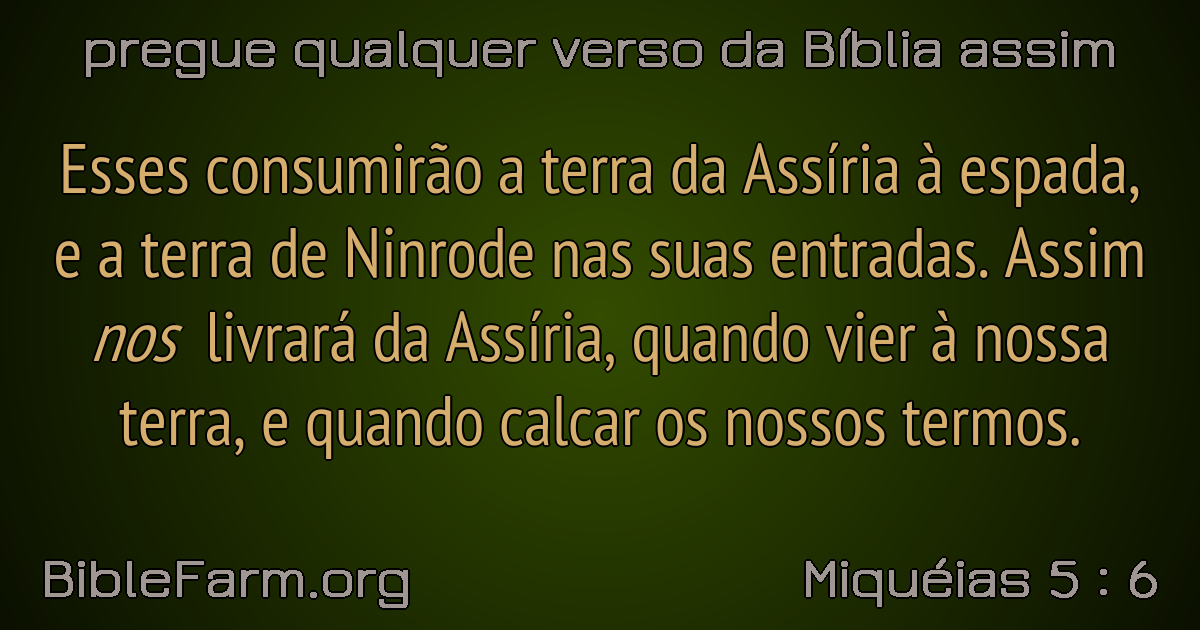 pregue qualquer verso da Bíblia assim
Esses consumirão a terra da Assíria à espada,
e a terra de Ninrode nas suas entradas. Assim
nos livrará da Assíria, quando vier à nossa
terra, e quando calcar os nossos termos.
BibleFarm.org
Miquéias 5 : 6